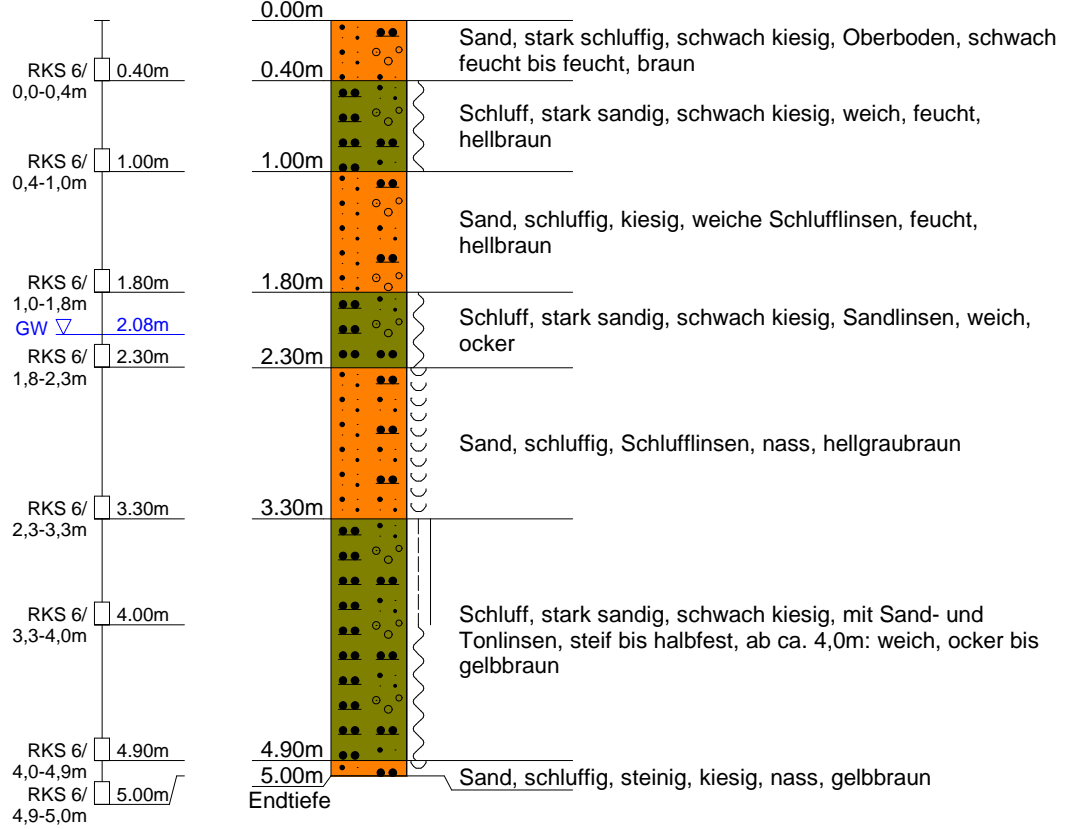 0.00m
Sand, stark schluffig, schwach kiesig, Oberboden, schwach
feucht bis feucht, braun
RKS 6/
0,0-0,4m
0.40m
0.40m
Schluff, stark sandig, schwach kiesig, weich, feucht,
hellbraun
RKS 6/
0,4-1,0m
1.00m
1.00m
Sand, schluffig, kiesig, weiche Schlufflinsen, feucht,
hellbraun
RKS 6/
1,0-1,8m
1.80m
1.80m
GW
2.08m
Schluff, stark sandig, schwach kiesig, Sandlinsen, weich,
ocker
RKS 6/
1,8-2,3m
2.30m
2.30m
Sand, schluffig, Schlufflinsen, nass, hellgraubraun
RKS 6/
2,3-3,3m
3.30m
3.30m
RKS 6/
3,3-4,0m
4.00m
Schluff, stark sandig, schwach kiesig, mit Sand- und
Tonlinsen, steif bis halbfest, ab ca. 4,0m: weich, ocker bis
gelbbraun
RKS 6/
4,0-4,9m
4.90m
4.90m
RKS 6/
4,9-5,0m
5.00m
5.00m
Endtiefe
Sand, schluffig, steinig, kiesig, nass, gelbbraun